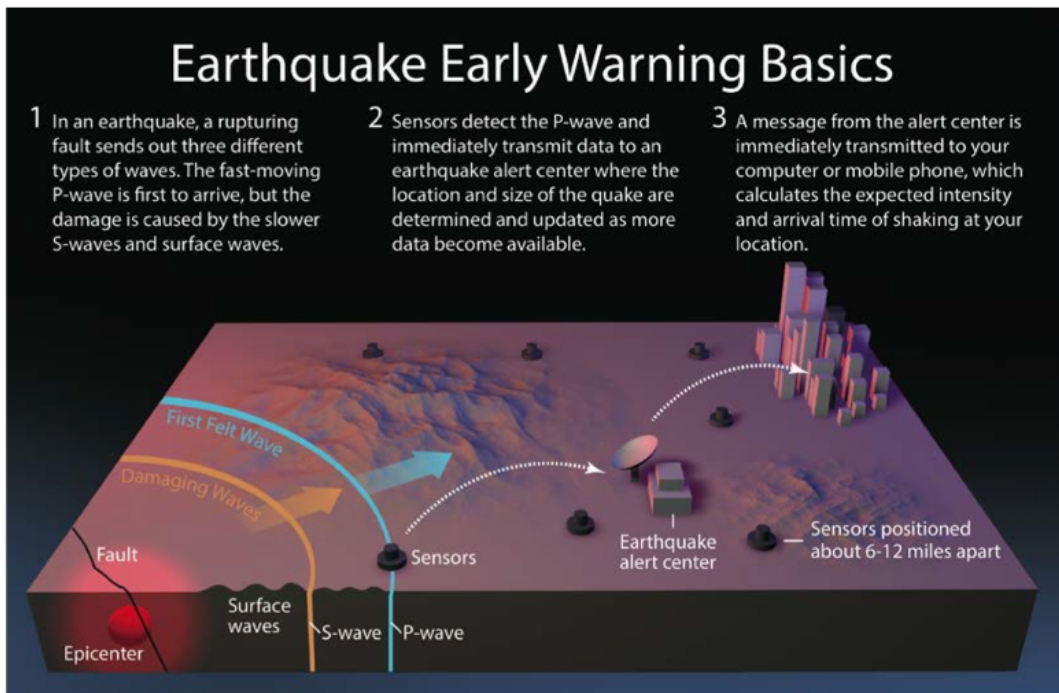 Earthquake Early Warning Basics
1 In an earthquake, a rupturing
fault sends out three different
types of waves. The fast-moving
P-wave is first to arrive, but the
damage is caused by the slower
S-waves and surface waves.
2 Sensors detect the P-wave and
immediately transmit data to an
earthquake alert center where the
location and size of the quake are
determined and updated as more
data become available.
3 A message from the alert center is
immediately transmitted to your
computer or mobile phone, which
calculates the expected intensity
and arrival time of shaking at your
location.
First Felt Wave
Damaging Waves
Fault
Sensors
Earthquake
alert center
Sensors positioned
about 6-12 miles apart
Surface
waves
S-wave
P-wave
Epicenter